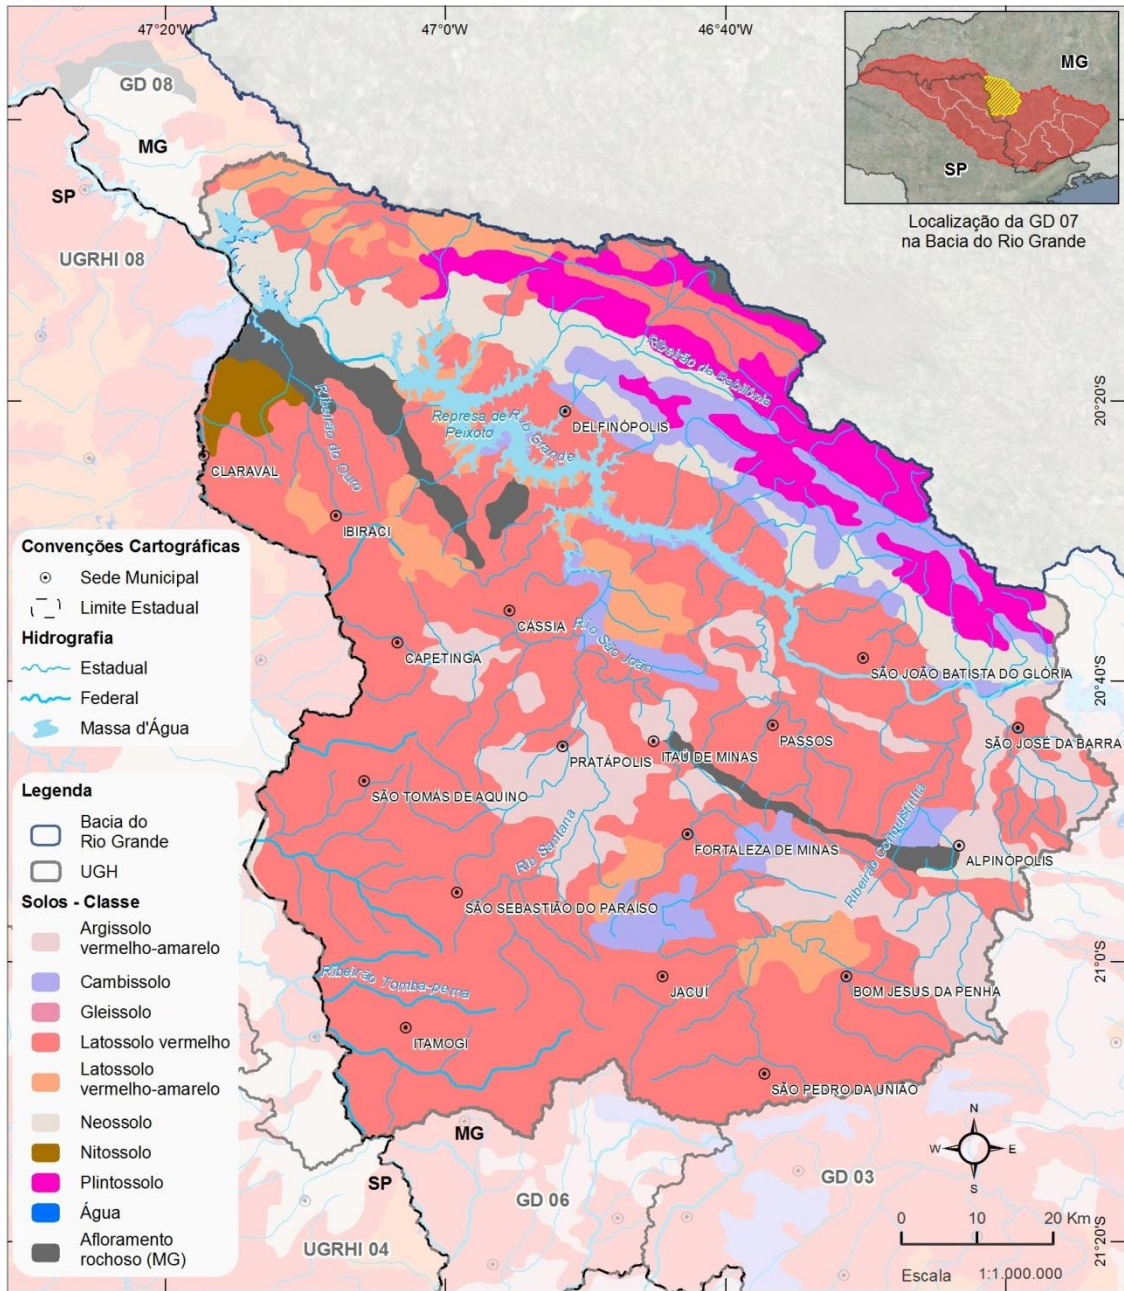 47°20'W
47°0'W
46°40'W
GD 08
MG
SP
UGRHI 08
MG
SP
Localização da GD 07
na Bacia do Rio Grande
20°20'S
20°40'S
21°0'S
21°20'S
Ribeirão da Babilônia
Represa de
Peixoto
Rio Grande
DELFINÓPOLIS
Ribeirão do Ouro
CLARAVAL
IBIRACI
CÁSSIA
CAPETINGA
Rio São João
SÃO JOÃO BATISTA DO GLÓRIA
PASSOS
SÃO JOSÉ DA BARRA
PRATÁPOLIS
ITAÚ DE MINAS
SÃO TOMÁS DE AQUINO
Ribeirão Conquistinha
Rio Santana
FORTALEZA DE MINAS
ALPINÓPOLIS
SÃO SEBASTIÃO DO PARAÍSO
Ribeirão Tomba-perna
JACUÍ
BOM JESUS DA PENHA
ITAMOGI
SÃO PEDRO DA UNIÃO
MG
SP
GD 06
GD 03
UGRHI 04
Convenções Cartográficas
Sede Municipal
Limite Estadual
Hidrografia
Estadual
Federal
Massa d'Água
Legenda
Bacia do
Rio Grande
UGH
Solos - Classe
Argissolo
vermelho-amarelo
Cambissolo
Gleissolo
Latossolo vermelho
Latossolo
vermelho-amarelo
Neossolo
Nitossolo
Plintossolo
Água
Afloramento
rochoso (MG)
N
W
E
S
0 10 20 Km
Escala 1:1.000.000